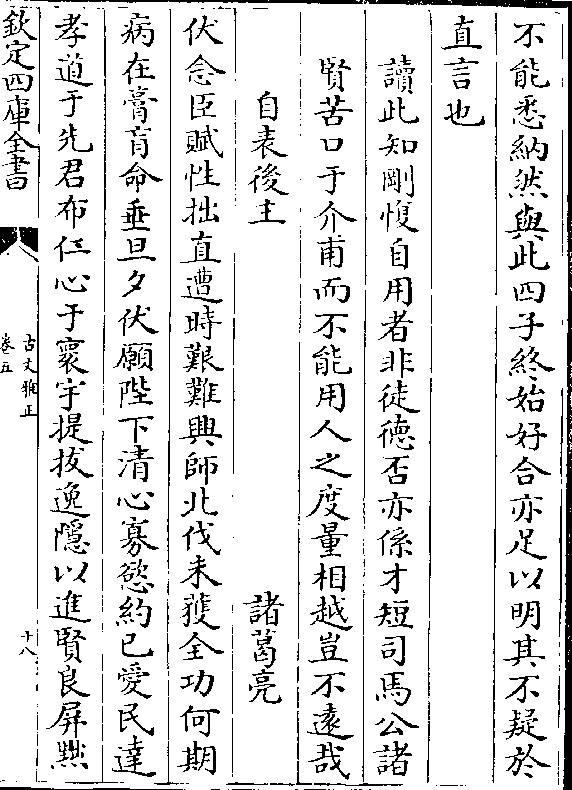 不能悉納然與此四子終始好合亦足以明其不疑於
直言也
讀此知剛愎自用者非徒德否亦係才短司馬公諸
賢苦口于介甫而不能用人之度量相越豈不遠哉
自表後主　諸葛亮
伏念臣賦性拙直遭時艱難興師北伐未獲全功何期
病在膏肓命垂旦夕伏願陛下清心寡慾約己愛民達
孝道于先君布仁心于寰宇提拔逸隱以進賢良屏黜
欽定四庫全書
古文雅正
卷五
十八